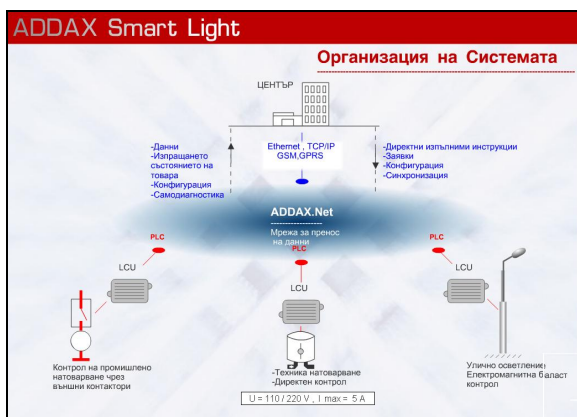 ADDAX Smart Light
Организация на Системата
ЦЕНТЪР
-Данни
-Изпращането
състоянието на
товара
-Конфигурация
-Самодиагностика
Ethernet , TCP/IP
GSM,GPRS
-Директни изпълними инструкции
-Заявки
-Конфигурация
-Синхронизация
ADDAX.Net
Мрежа за пренос
на данни
PLC
PLC
PLC
LCU
LCU
LCU
Контрол на промишлено
натоварване чрез
външни контактори
-Техника натоварване
-Директен контрол
Улично осветление
Електромагнитна баласт
контрол
U = 110 / 220 V , I max = 5 A